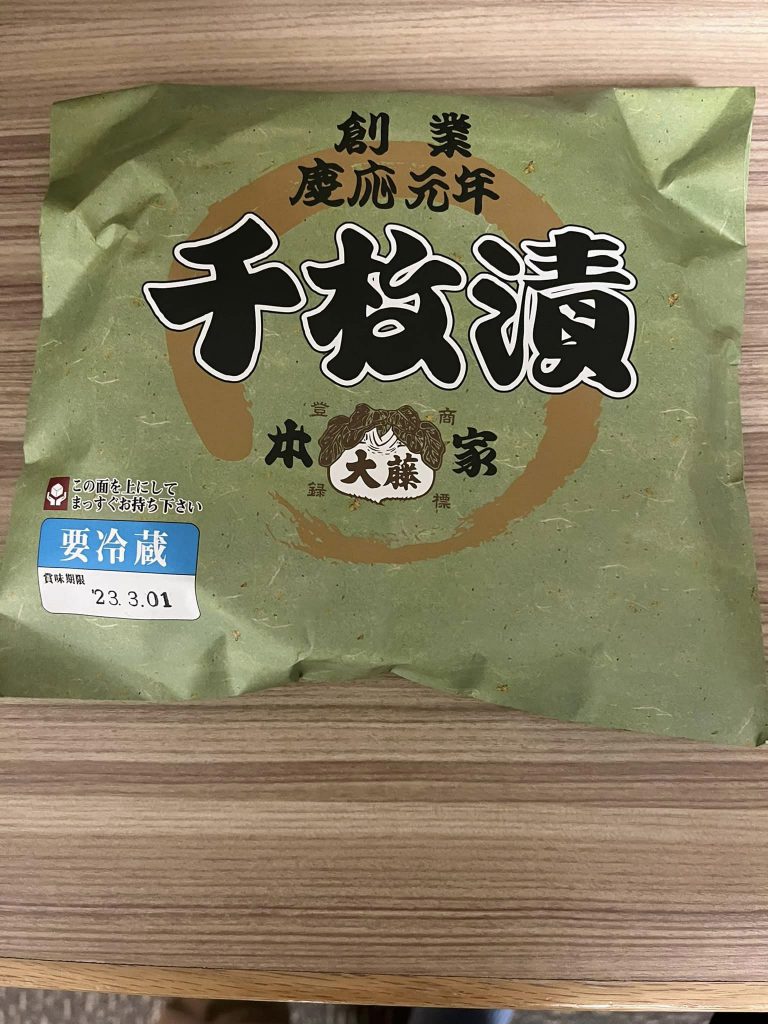 創業
慶応元年
千枚漬
登 商
本 大藤 家
録 標
この面を上にして
まっすぐお持ち下さい
要冷蔵
賞味期限
'23.3.01